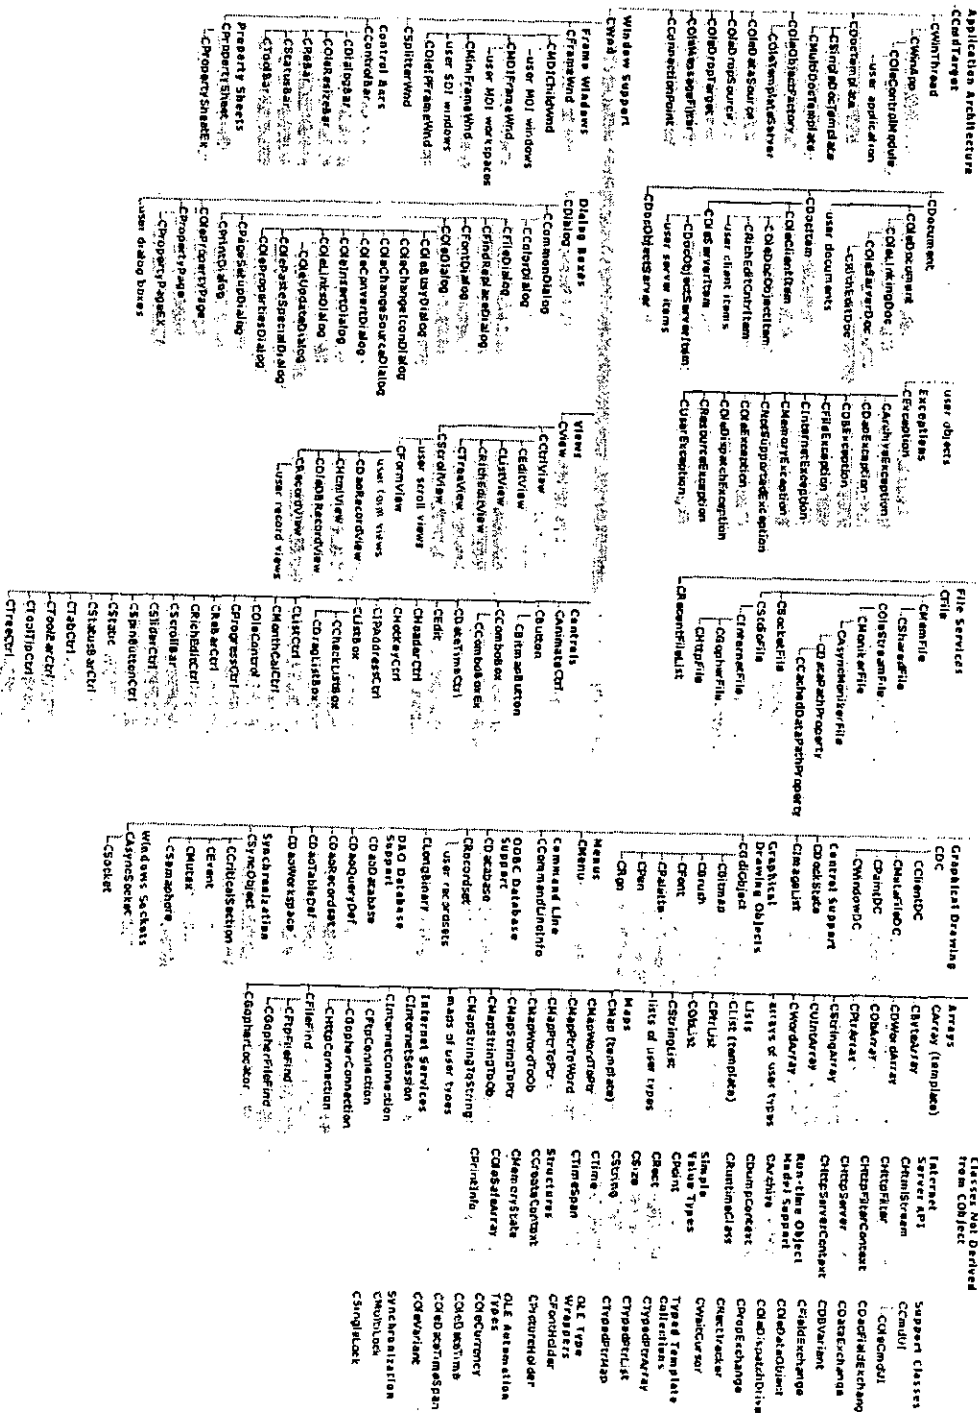 Application Architecture
CCmdTarget
CWinThread
CWinApp
COleControlModule
user application
CDocTemplate
CSingleDocTemplate
CMultiDocTemplate
COleObjectFactory
COleTemplateServer
COleDataSource
COleDropSource
COleDropTarget
COleMessageFilter
CConnectionPoint
CDocument
COleDocument
COleLinkingDoc
COleServerDoc
CRichEditDoc
user documents
CDocItem
COleClientItem
COleDocObjectItem
CRichEditCntrItem
user client items
COleServerItem
CDocObjectServerItem
user server items
CDocObjectServer
user objects
Exceptions
CException
CArchiveException
CDaoException
CDBException
CFileException
CInternetException
CMemoryException
CNotSupportedException
COleException
COleDispatchException
CResourceException
CUserException
File Services
CFile
CMemFile
CSharedFile
COleStreamFile
CMonikerFile
CAsyncMonikerFile
CDataPathProperty
CCachedDataPathProperty
CSocketFile
CStdioFile
CInternetFile
CGopherFile
CHttpFile
CRecentFileList
Window Support
CWnd
Frame Windows
CFrameWnd
CMDIChildWnd
user MDI windows
CMDIFrameWnd
user MDI workspaces
CMiniFrameWnd
user SDI windows
COleIPFrameWnd
CSplitterWnd
Control Bars
CControlBar
CDialogBar
COleResizeBar
CReBar
CStatusBar
CToolBar
Property Sheets
CPropertySheet
CPropertySheetEx
Dialog Boxes
CDialog
CCommonDialog
CColorDialog
CFileDialog
CFindReplaceDialog
CFontDialog
COleDialog
COleBusyDialog
COleChangeIconDialog
COleChangeSourceDialog
COleConvertDialog
COleInsertDialog
COleLinksDialog
COleUpdateDialog
COlePasteSpecialDialog
COlePropertiesDialog
CPageSetupDialog
CPrintDialog
COlePropertyPage
CPropertyPage
CPropertyPageEx
user dialog boxes
Views
CView
CCtrlView
CEditView
CListView
CRichEditView
CTreeView
CScrollView
user scroll views
CFormView
user form views
CDaoRecordView
CHtmlView
COleDBRecordView
CRecordView
user record views
Controls
CAnimateCtrl
CButton
CBitmapButton
CComboBox
CComboBoxEx
CDateTimeCtrl
CEdit
CHeaderCtrl
CHotKeyCtrl
CIPAddressCtrl
CListBox
CCheckListBox
CDragListBox
CListCtrl
CMonthCalCtrl
COleControl
CProgressCtrl
CReBarCtrl
CRichEditCtrl
CScrollBar
CSliderCtrl
CSpinButtonCtrl
CStatic
CStatusBarCtrl
CTabCtrl
CToolBarCtrl
CToolTipCtrl
CTreeCtrl
Graphical Drawing
CDC
CClientDC
CMetaFileDC
CPaintDC
CWindowDC
Control Support
CDockState
CImageList
Graphical
Drawing Objects
CGdiObject
CBitmap
CBrush
CFont
CPalette
CPen
CRgn
Menus
CMenu
Command Line
CCommandLineInfo
ODBC Database
Support
CDatabase
CRecordset
user recordsets
CLongBinary
DAO Database
Support
CDaoDatabase
CDaoQueryDef
CDaoRecordset
CDaoTableDef
CDaoWorkspace
Synchronization
CSyncObject
CCriticalSection
CEvent
CMutex
CSemaphore
Windows Sockets
CAsyncSocket
CSocket
Arrays
CArray (template)
CByteArray
CDWordArray
CObArray
CPtrArray
CStringArray
CUIntArray
CWordArray
arrays of user types
Lists
CList (template)
CPtrList
CObList
CStringList
lists of user types
Maps
CMap (template)
CMapWordToPtr
CMapPtrToWord
CMapPtrToPtr
CMapWordToOb
CMapStringToPtr
CMapStringToOb
CMapStringToString
maps of user types
Internet Services
CInternetSession
CInternetConnection
CFtpConnection
CGopherConnection
CHttpConnection
CFileFind
CFtpFileFind
CGopherFileFind
CGopherLocator
Classes Not Derived
from CObject
Internet
Server API
CHtmlStream
CHttpFilter
CHttpFilterContext
CHttpServer
CHttpServerContext
Run-time Object
Model Support
CArchive
CDumpContext
CRuntimeClass
Simple
Value Types
CPoint
CRect
CSize
CString
CTime
CTimeSpan
Structures
CCreateContext
CMemoryState
COleSafeArray
CPrintInfo
Support Classes
CCmdUI
COleCmdUI
CDaoFieldExchang
CDataExchange
CDBVariant
CFieldExchange
COleDataObject
COleDispatchDrive
CPropExchange
CRectTracker
CWaitCursor
Typed Template
Collections
CTypedPtrArray
CTypedPtrList
CTypedPtrMap
OLE Type
Wrappers
CFontHolder
CPictureHolder
OLE Automation
Types
COleCurrency
COleDateTime
COleDateTimeSpan
COleVariant
Synchronization
CMultiLock
CSingleLock